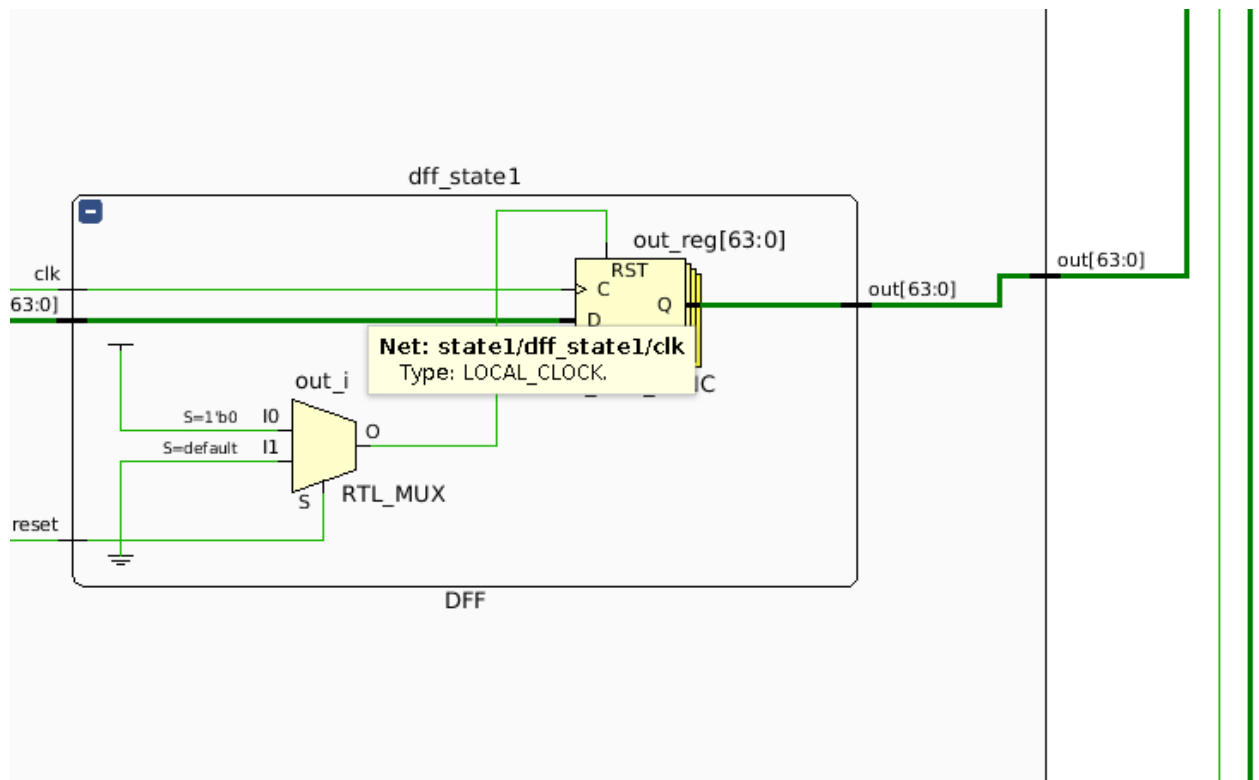 dff_state1
out_reg[63:0]
clk
RST
C
out[63:0]
out[63:0]
63:0]
Q
D
Net: state1/dff_state1/clk
Type: LOCAL_CLOCK.
out_i
S=1'b0 I0
O
S=default I1
S
RTL_MUX
reset
DFF